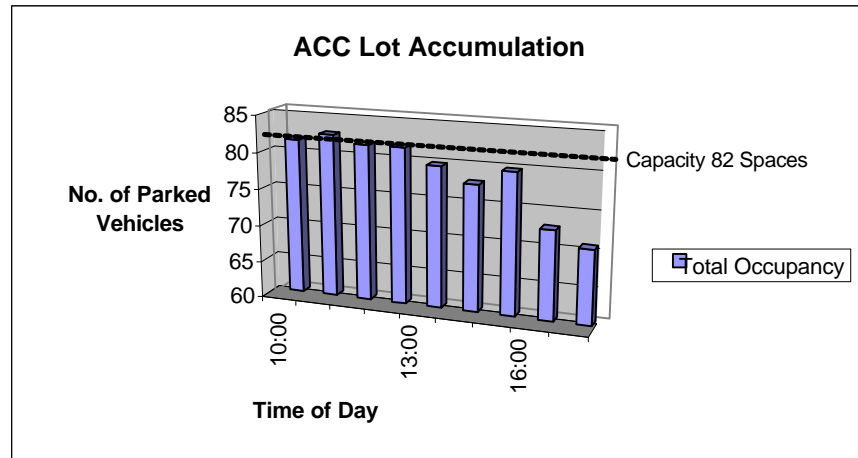 ACC Lot Accumulation
85
80
75
70
65
60
No. of Parked
Vehicles
Capacity 82 Spaces
Total Occupancy
10:00
13:00
16:00
Time of Day